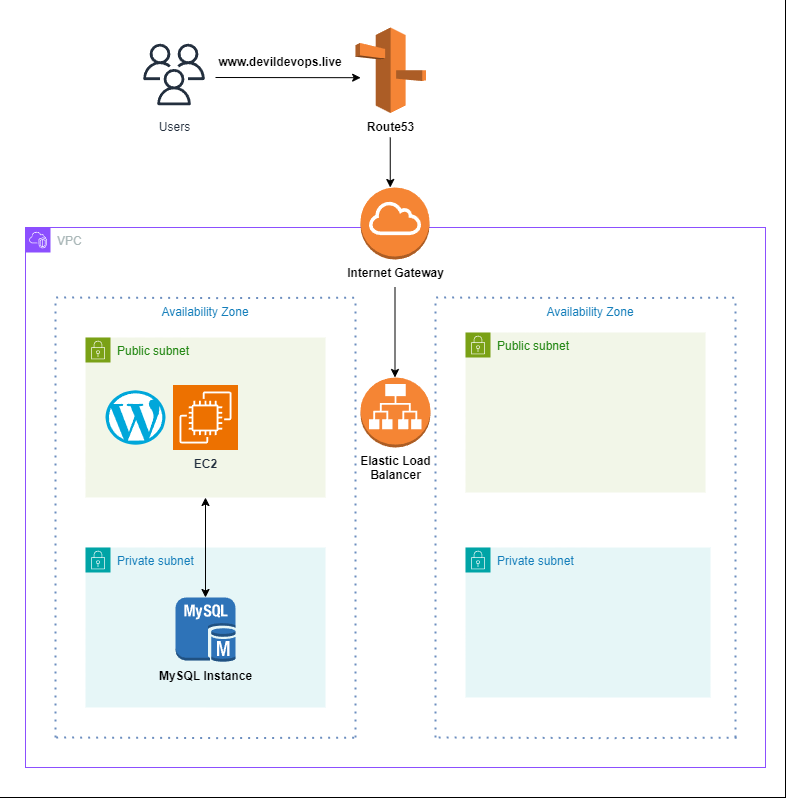 www.devildevops.live
Users
Route53
VPC
Internet Gateway
Availability Zone
Availability Zone
Public subnet
Public subnet
W
EC2
Elastic Load
Balancer
Private subnet
Private subnet
MySQL
M
MySQL Instance